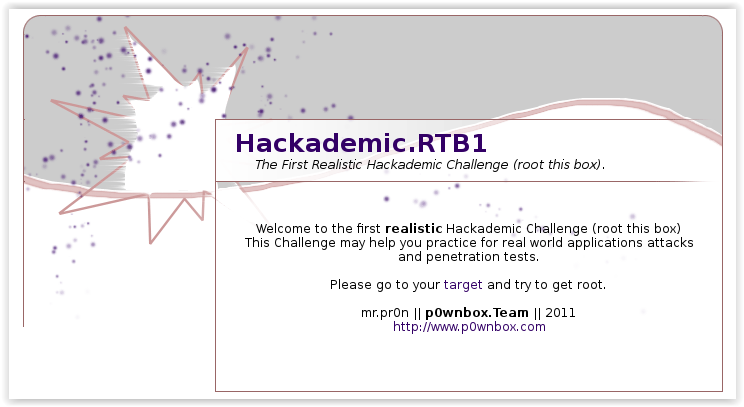 Hackademic.RTB1
The First Realistic Hackademic Challenge (root this box).
Welcome to the first realistic Hackademic Challenge (root this box)
This Challenge may help you practice for real world applications attacks
and penetration tests.
Please go to your target and try to get root.
mr.pr0n || p0wnbox.Team || 2011
http://www.p0wnbox.com